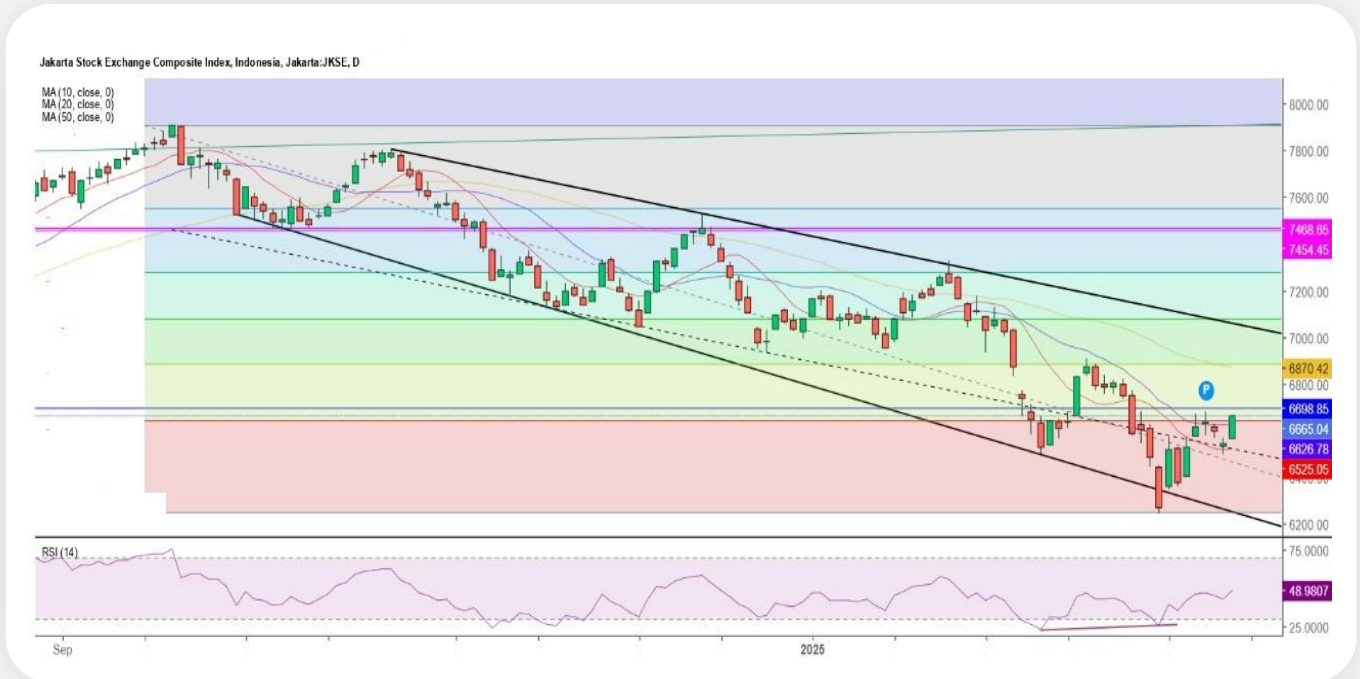 Jakarta Stock Exchange Composite Index, Indonesia, Jakarta:JKSE, D
MA (10, close, 0)
MA (20, close, 0)
MA (50, close, 0)
8000.00
7800.00
7600.00
7468.65
7454.45
7200.00
7000.00
6870.42
6800.00
P
6698.85
6665.04
6626.78
6525.05
6200.00
RSI (14)
75.0000
48.9807
25.0000
Sep
2025